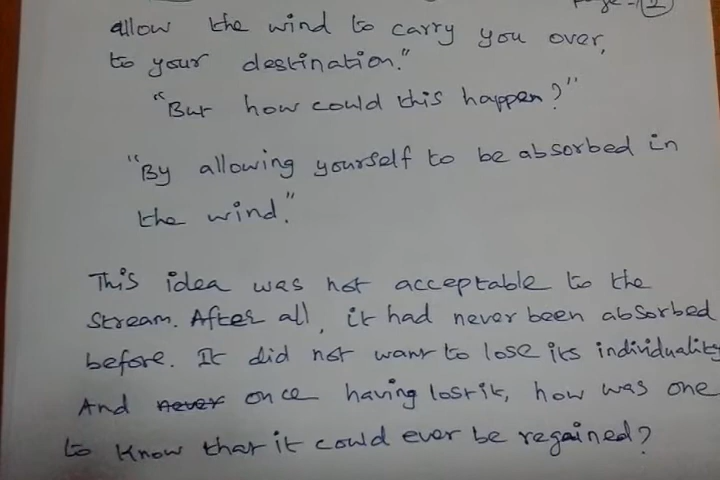 Page-(2)
allow the wind to carry you over,
to your destination."
"But how could this happen?"
"By allowing yourself to be absorbed in
the wind."
This idea was not acceptable to the
Stream. After all, it had never been absorbed
before. It did not want to lose its individuality
And never once having lost it, how was one
to know that it could ever be regained?